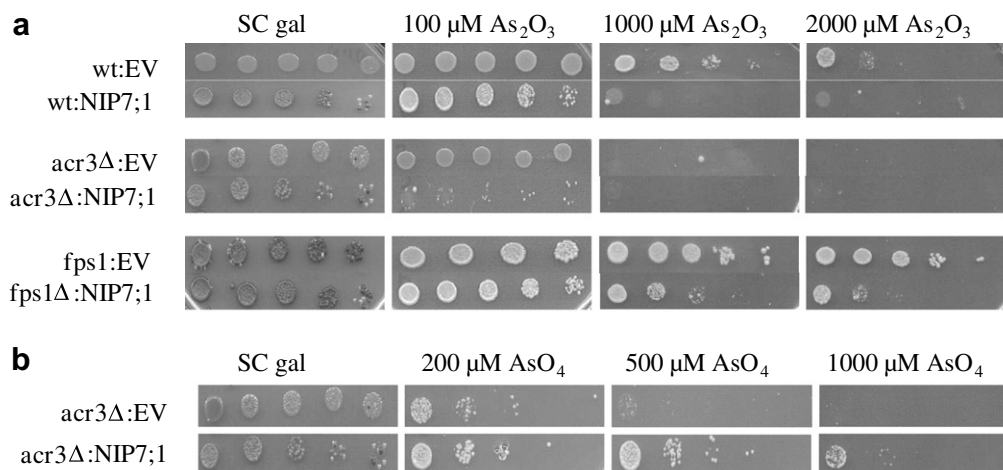 a
SC gal 100 μM As₂O₃ 1000 μM As₂O₃ 2000 μM As₂O₃
wt:EV
wt:NIP7;1
acr3Δ:EV
acr3Δ:NIP7;1
fps1:EV
fps1Δ:NIP7;1
b
SC gal 200 μM AsO₄ 500 μM AsO₄ 1000 μM AsO₄
acr3Δ:EV
acr3Δ:NIP7;1